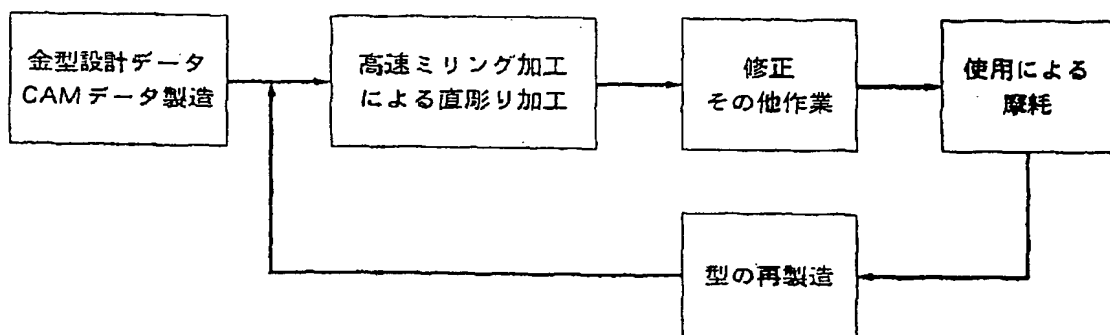 金型設計データ
CAMデータ製造
高速ミリング加工
による直彫り加工
修正
その他作業
使用による
摩耗
型の再製造